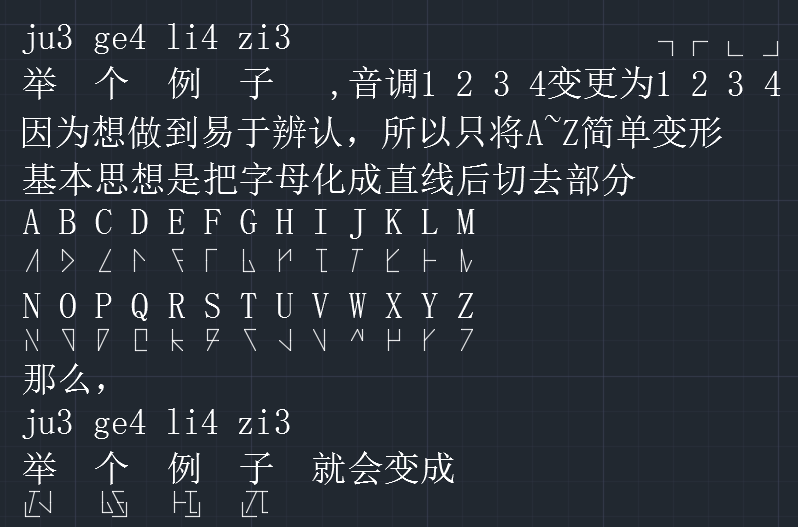 ju3 ge4 li4 zi3
举 个 例 子 ,音调1 2 3 4变更为1 2 3 4
因为想做到易于辨认，所以只将A~Z简单变形
基本思想是把字母化成直线后切去部分
A B C D E F G H I J K L M
N O P Q R S T U V W X Y Z
那么，
ju3 ge4 li4 zi3
举 个 例 子 就会变成